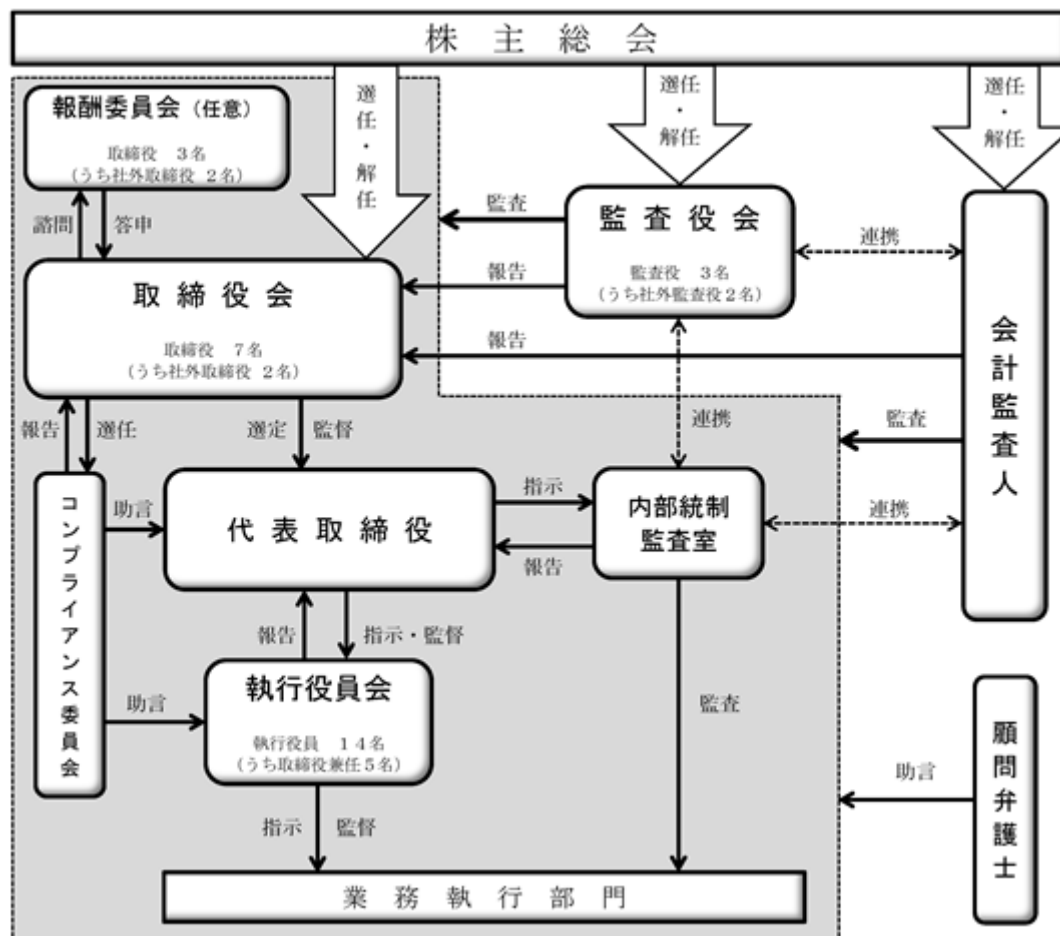 株主総会
選任・解任
選任・解任
選任・解任
報酬委員会（任意）
取締役 3名
（うち社外取締役 2名）
諮問
答申
監査
監査役会
監査役 3名
（うち社外監査役2名）
連携
報告
取締役会
取締役 7名
（うち社外取締役 2名）
報告
会計監査人
報告
選任
選定
監督
連携
監査
コンプライアンス委員会
助言
代表取締役
指示
報告
内部統制
監査室
連携
報告
指示・監督
助言
執行役員会
執行役員 14名
（うち取締役兼任5名）
監査
顧問弁護士
助言
指示
監督
業務執行部門